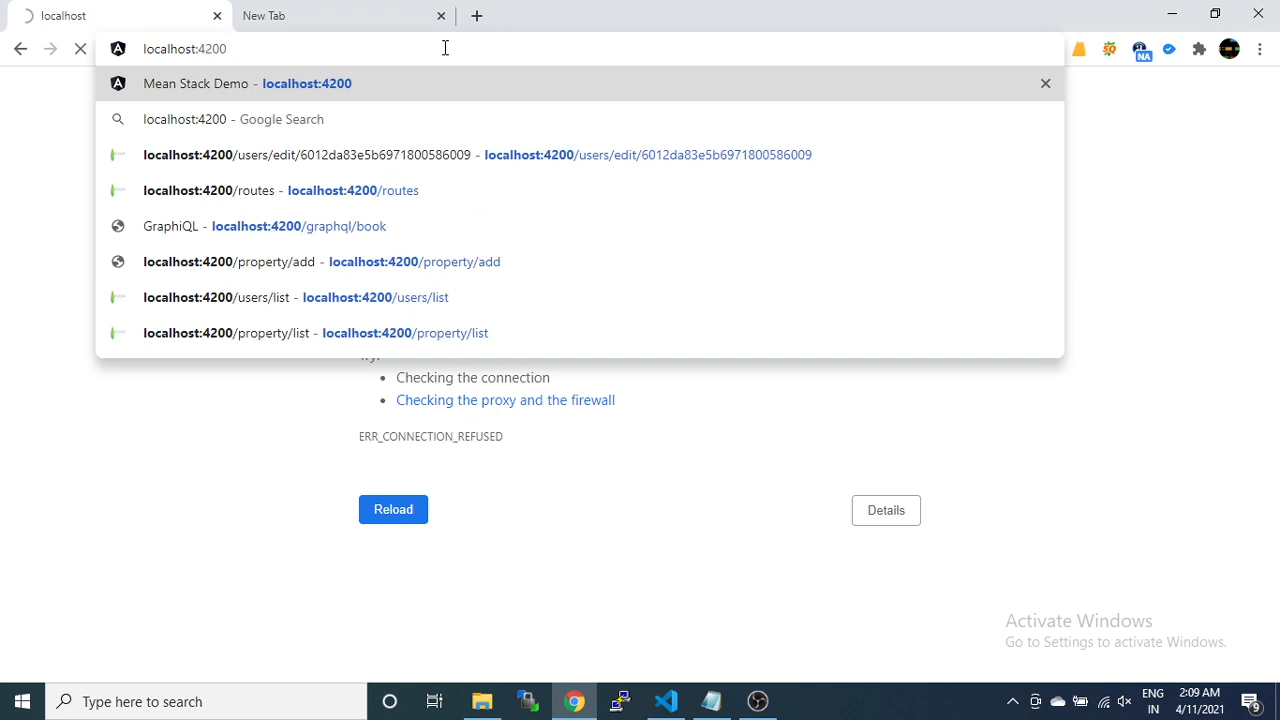 localhost
New Tab
localhost:4200
NA
Mean Stack Demo - localhost:4200
localhost:4200 - Google Search
localhost:4200/users/edit/6012da83e5b6971800586009 - localhost:4200/users/edit/6012da83e5b6971800586009
localhost:4200/routes - localhost:4200/routes
GraphiQL - localhost:4200/graphql/book
localhost:4200/property/add - localhost:4200/property/add
localhost:4200/users/list - localhost:4200/users/list
localhost:4200/property/list - localhost:4200/property/list
Try:
Checking the connection
Checking the proxy and the firewall
ERR_CONNECTION_REFUSED
Reload
Details
Activate Windows
Go to Settings to activate Windows.
Type here to search
ENG
IN
2:09 AM
4/11/2021
9